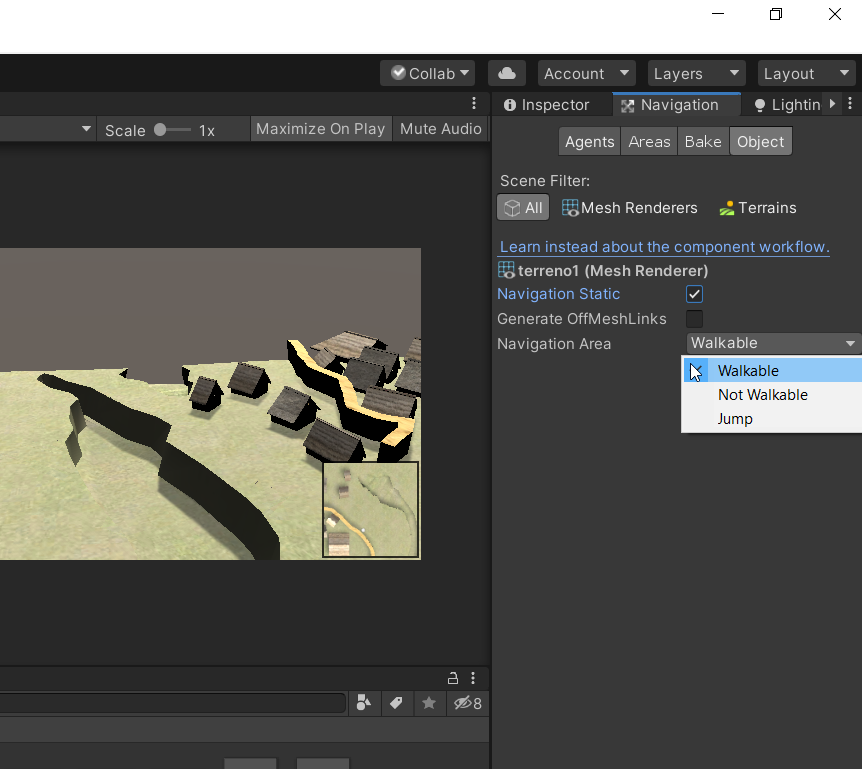 Collab
Account
Layers
Layout
Inspector
Navigation
Lightin
Scale 1x
Maximize On Play
Mute Audio
Agents
Areas
Bake
Object
Scene Filter:
All
Mesh Renderers
Terrains
Learn instead about the component workflow.
terreno1 (Mesh Renderer)
Navigation Static
Generate OffMeshLinks
Navigation Area
Walkable
Walkable
Not Walkable
Jump
8